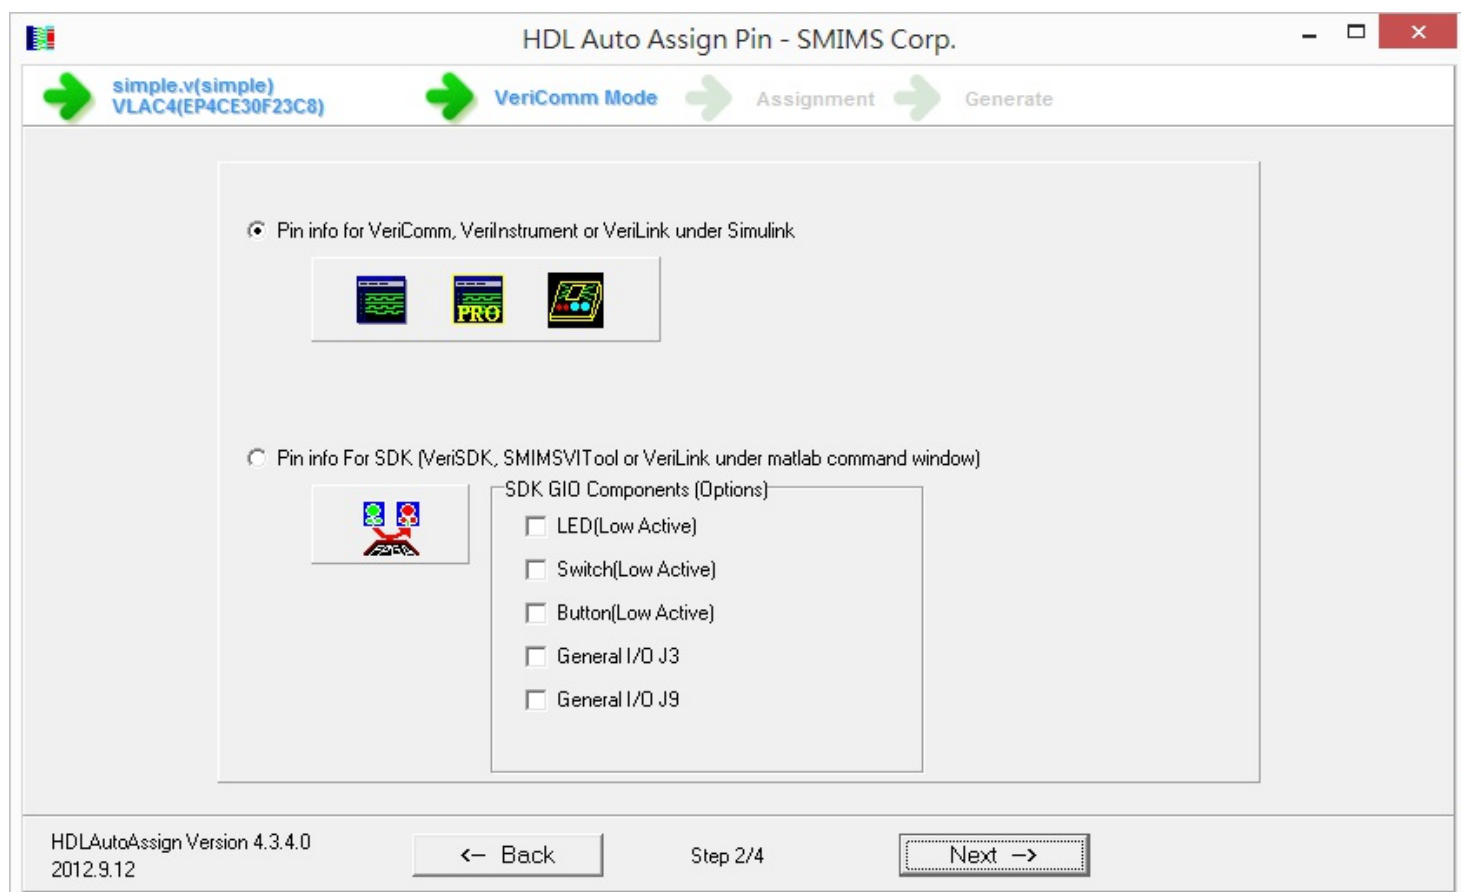 HDL Auto Assign Pin - SMIMS Corp.
simple.v(simple)
VLAC4(EP4CE30F23C8)
VeriComm Mode
Assignment
Generate
Pin info for VeriComm, VeriInstrument or VeriLink under Simulink
PRO
Pin info For SDK (VeriSDK, SMIMSVITool or VeriLink under matlab command window)
SDK GIO Components (Options)
LED(Low Active)
Switch(Low Active)
Button(Low Active)
General I/O J3
General I/O J9
HDLAutoAssign Version 4.3.4.0
2012.9.12
<- Back
Step 2/4
Next ->